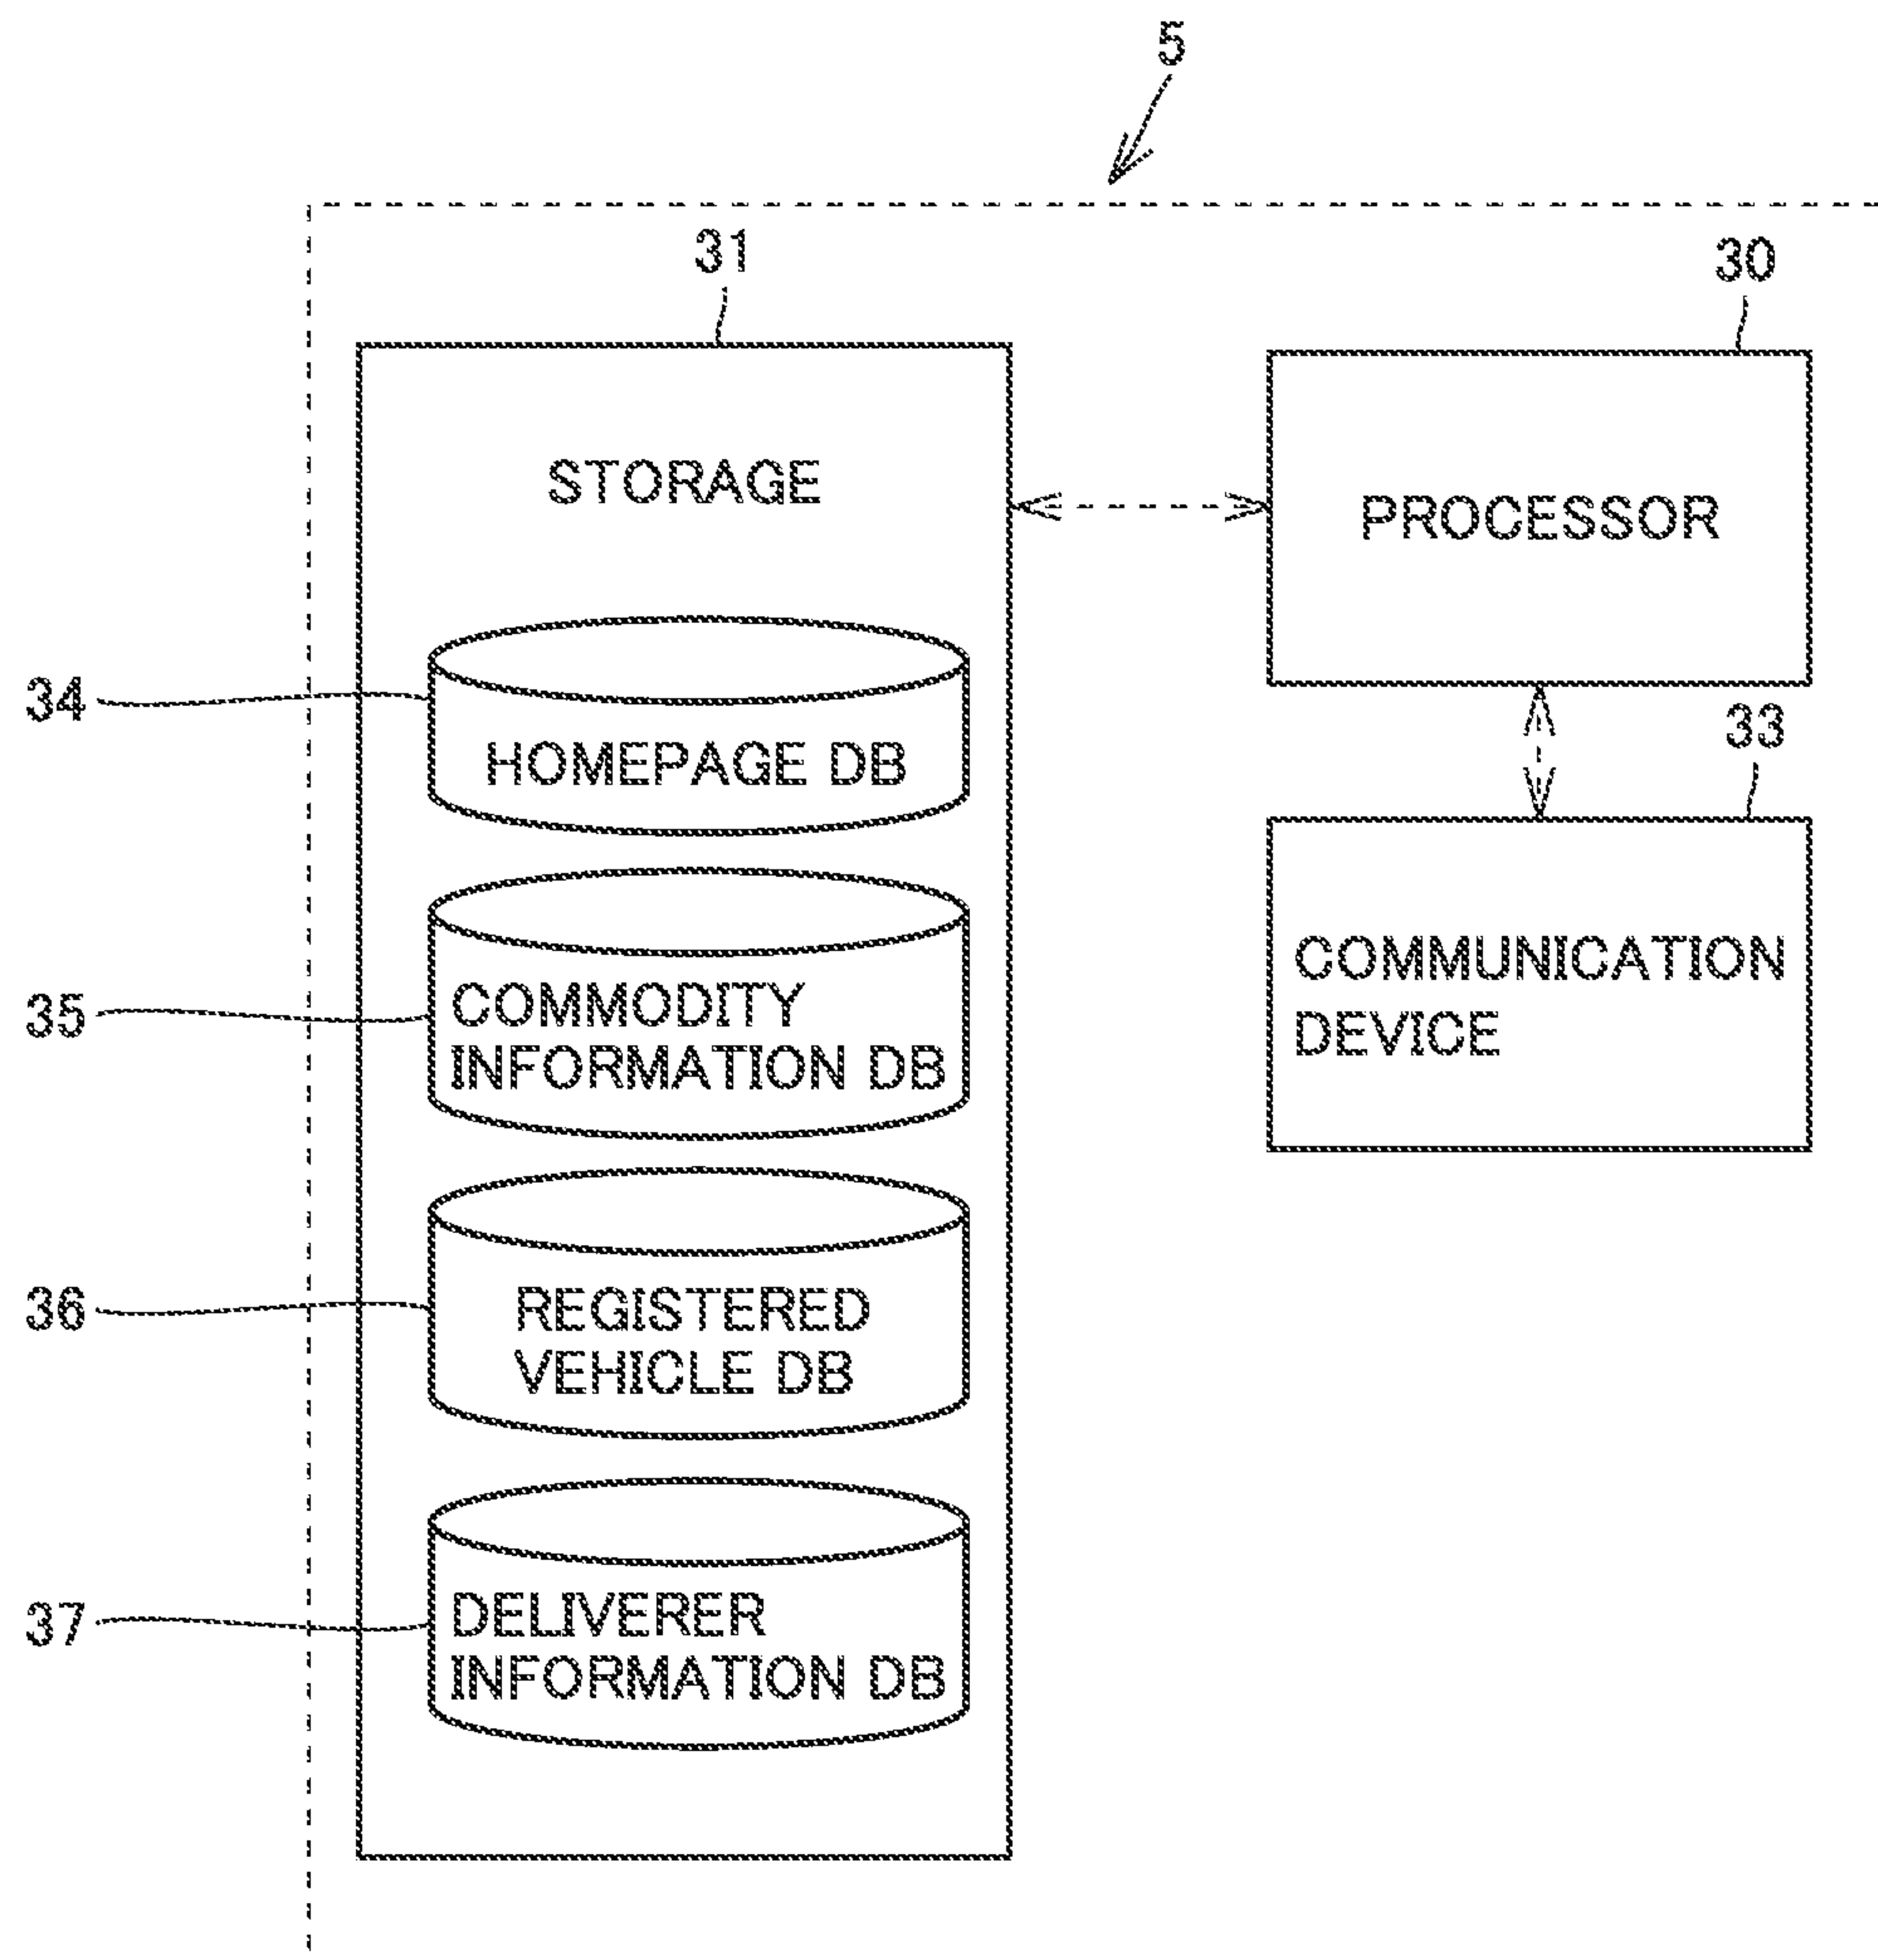 5
31
30
STORAGE
PROCESSOR
34
HOMEPAGE DB
33
35
COMMODITY
INFORMATION DB
COMMUNICATION
DEVICE
36
REGISTERED
VEHICLE DB
37
DELIVERER
INFORMATION DB